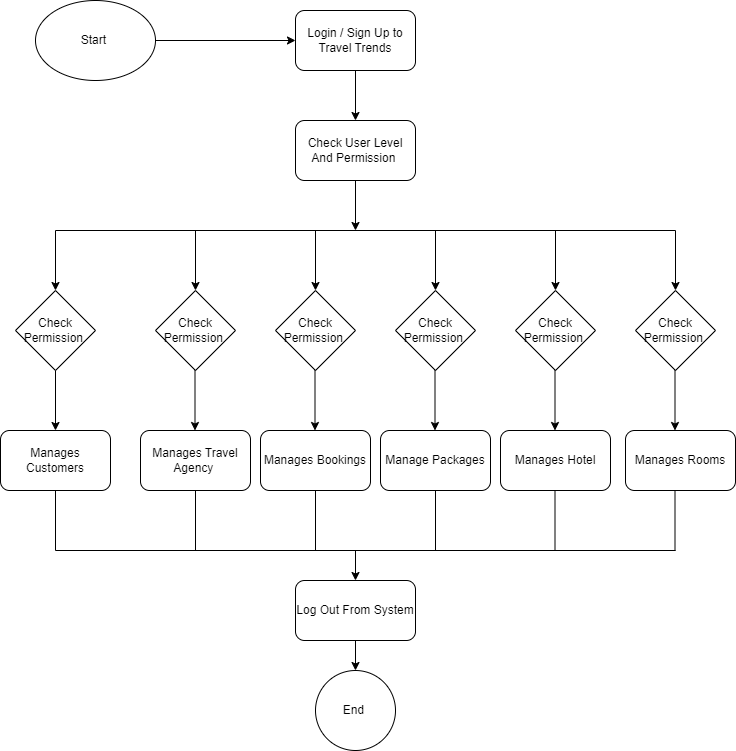 Start
Login / Sign Up to
Travel Trends
Check User Level
And Permission
Check
Permission
Check
Permission
Check
Permission
Check
Permission
Check
Permission
Check
Permission
Manages
Customers
Manages Travel
Agency
Manages Bookings
Manage Packages
Manages Hotel
Manages Rooms
Log Out From System
End